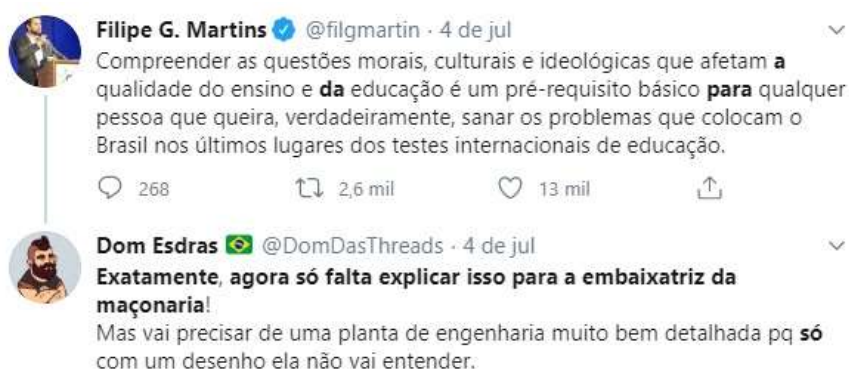 Filipe G. Martins @filgmartin · 4 de jul
Compreender as questões morais, culturais e ideológicas que afetam a
qualidade do ensino e da educação é um pré-requisito básico para qualquer
pessoa que queira, verdadeiramente, sanar os problemas que colocam o
Brasil nos últimos lugares dos testes internacionais de educação.
268 2,6 mil 13 mil
Dom Esdras 🇧🇷 @DomDasThreads · 4 de jul
Exatamente, agora só falta explicar isso para a embaixatriz da
maçonaria!
Mas vai precisar de uma planta de engenharia muito bem detalhada pq só
com um desenho ela não vai entender.